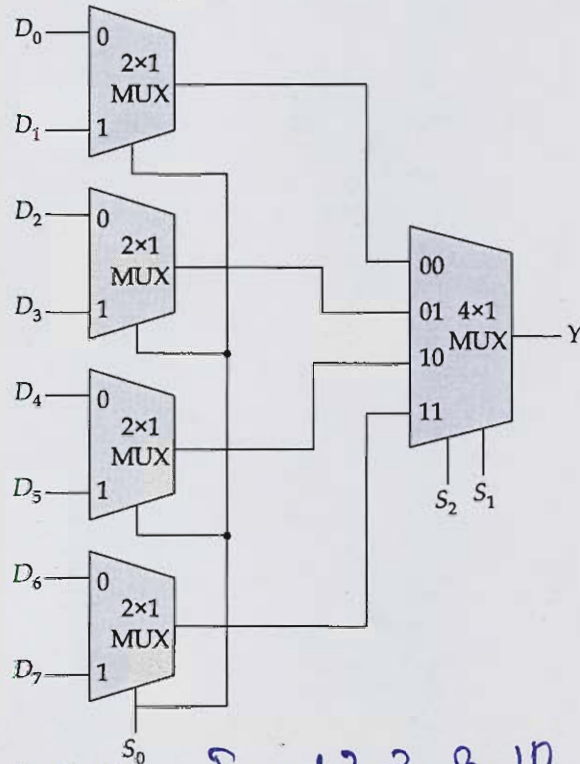 D₀ 0
2×1
MUX
D₁ 1
D₂ 0
2×1
MUX
D₃ 1
00
01 4×1
MUX Y
10
11
D₄ 0
2×1
MUX
D₅ 1
S₂ S₁
D₆ 0
2×1
MUX
D₇ 1
S₀